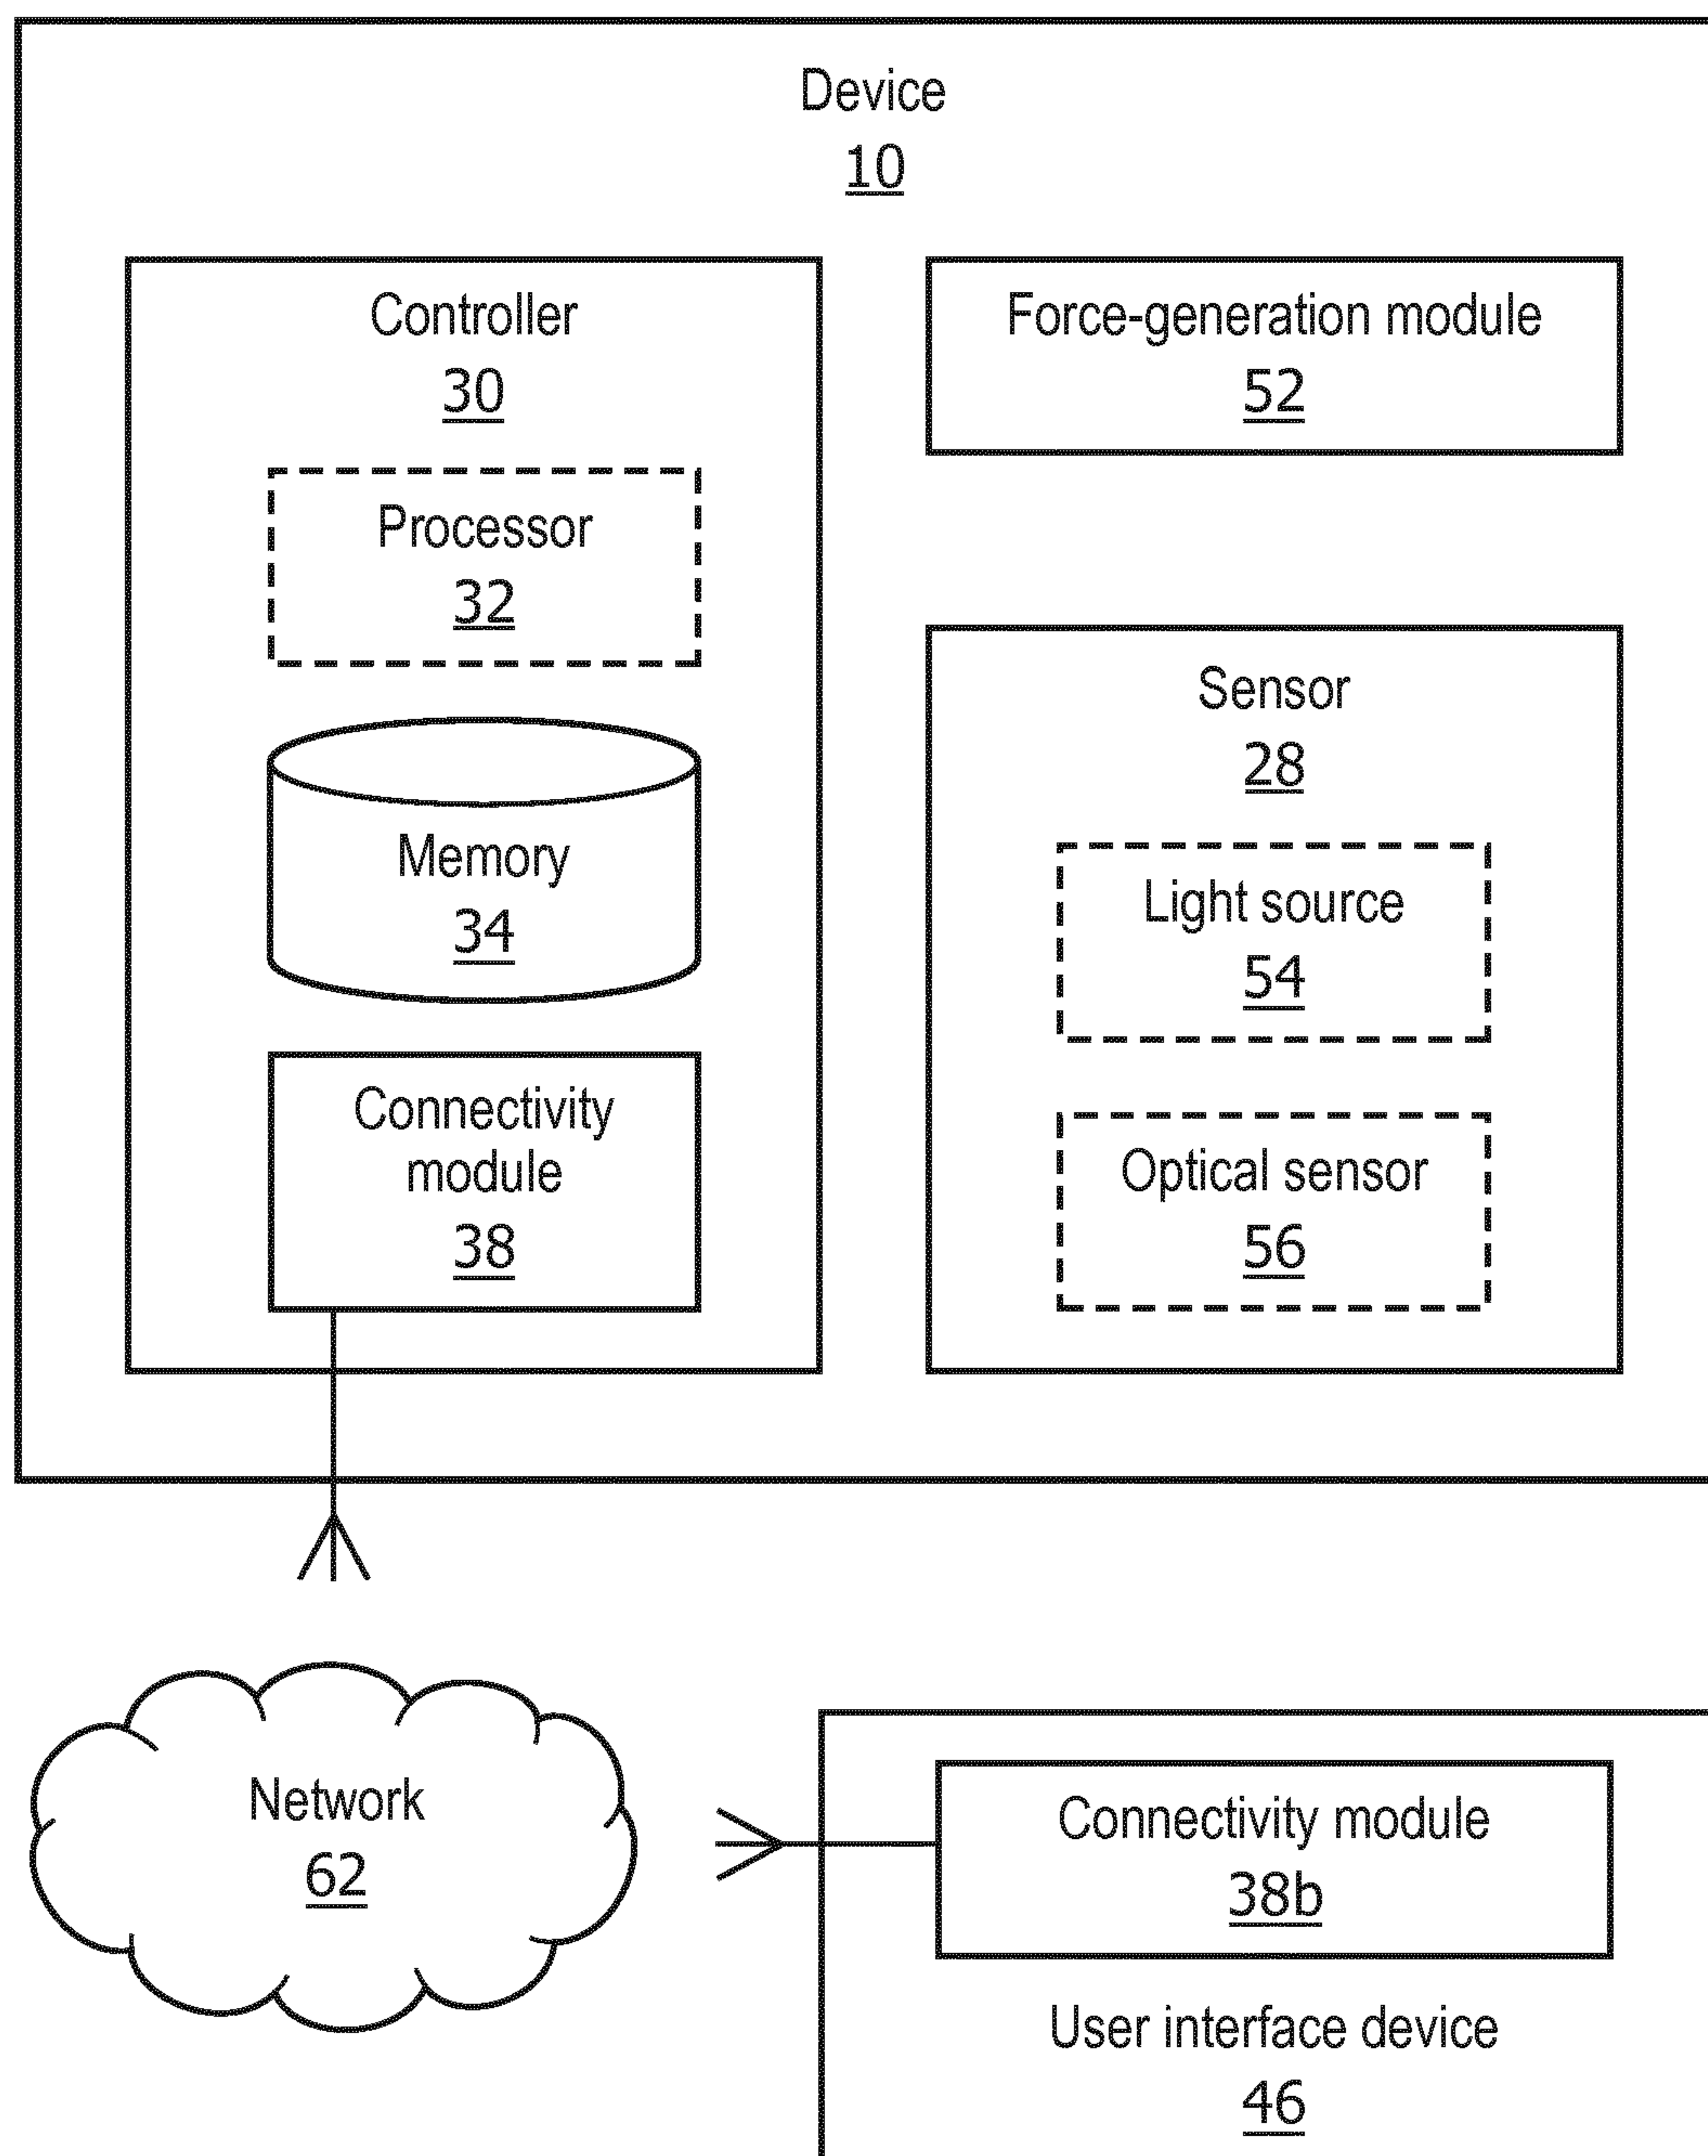 Device
10
Controller
30
Processor
32
Memory
34
Connectivity
module
38
Force-generation module
52
Sensor
28
Light source
54
Optical sensor
56
Network
62
Connectivity module
38b
User interface device
46